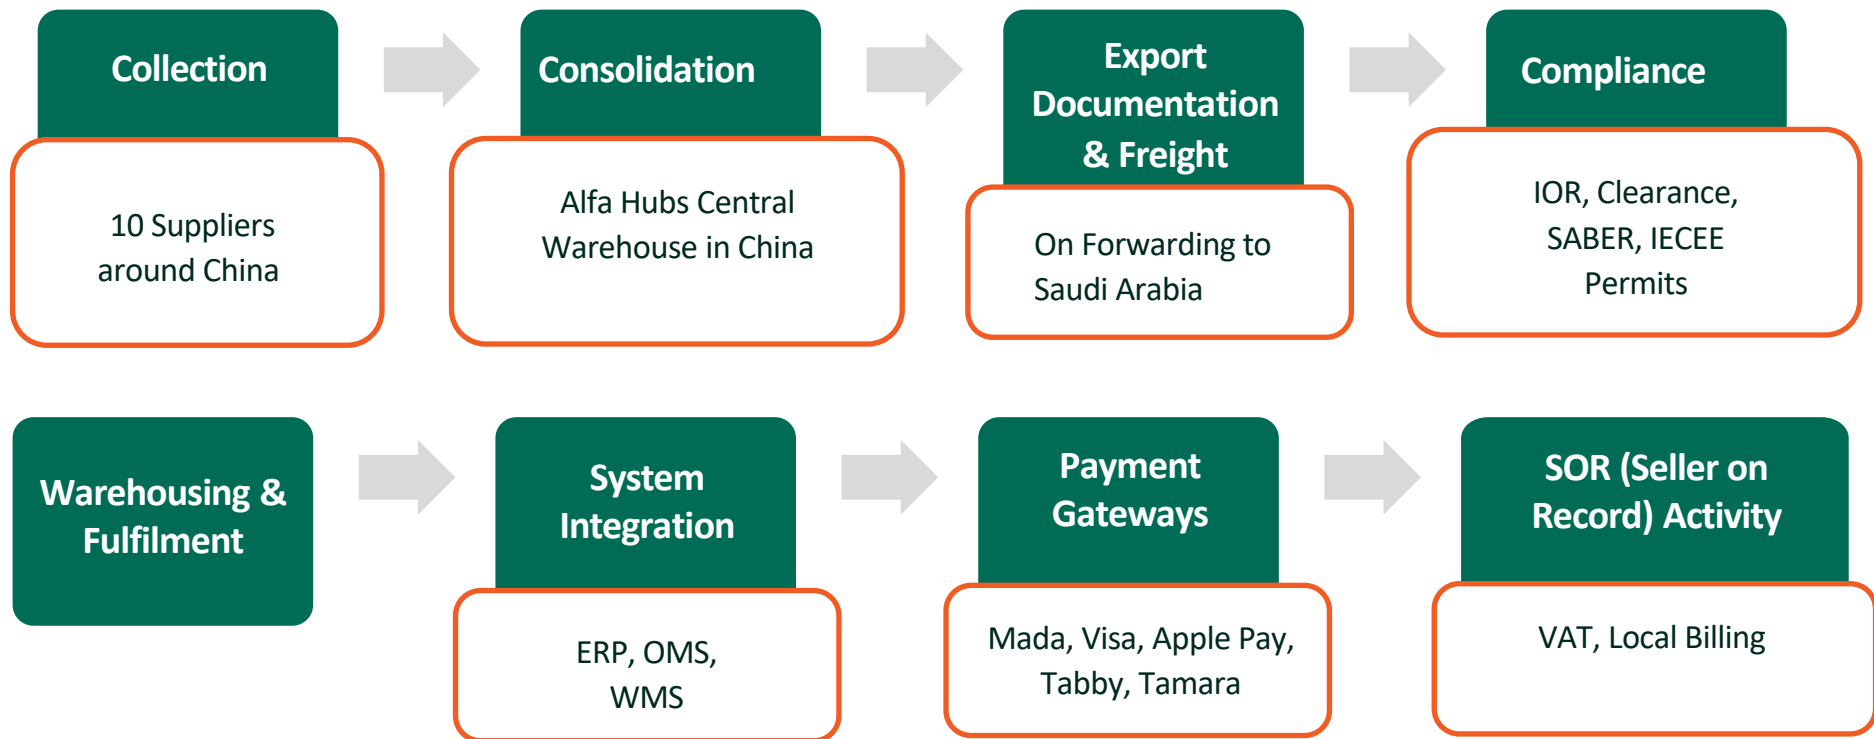 Collection
10 Suppliers
around China
Consolidation
Alfa Hubs Central
Warehouse in China
Export
Documentation
& Freight
On Forwarding to
Saudi Arabia
Compliance
IOR, Clearance,
SABER, IECEE
Permits
Warehousing &
Fulfilment
System
Integration
ERP, OMS,
WMS
Payment
Gateways
Mada, Visa, Apple Pay,
Tabby, Tamara
SOR (Seller on
Record) Activity
VAT, Local Billing